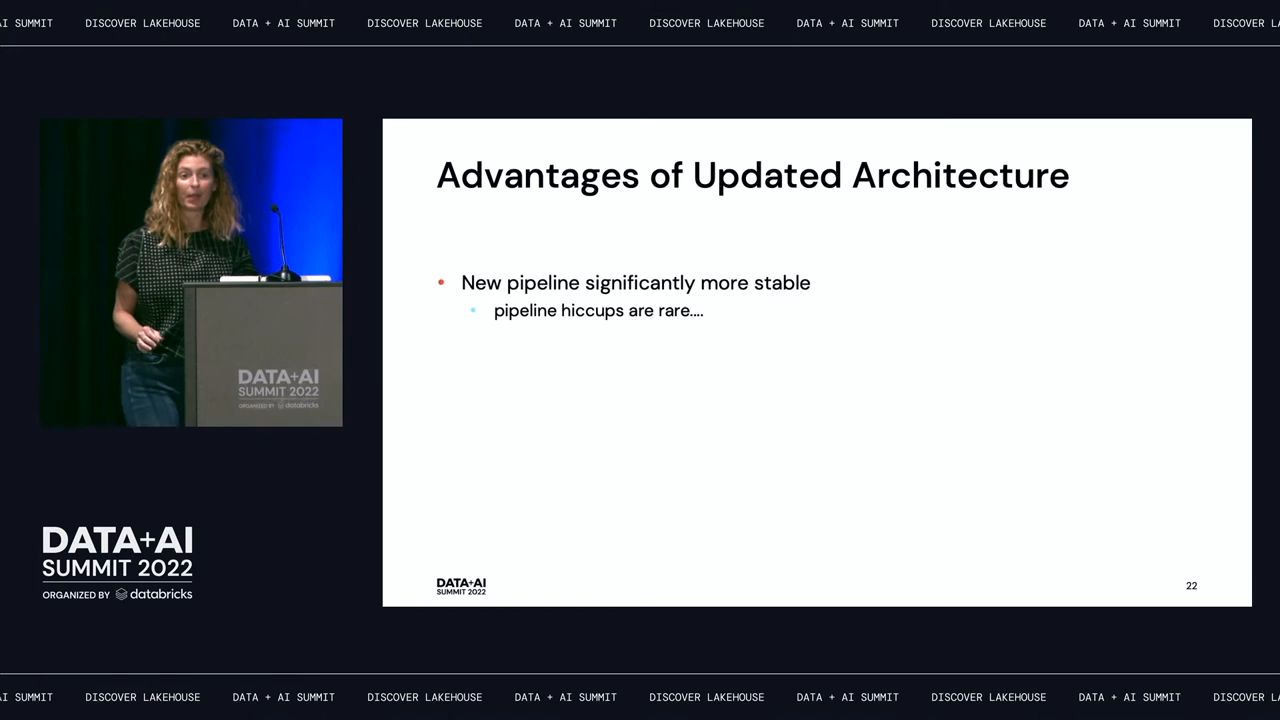 AI SUMMIT DISCOVER LAKEHOUSE DATA + AI SUMMIT DISCOVER LAKEHOUSE DATA + AI SUMMIT DISCOVER LAKEHOUSE DATA + AI SUMMIT DISCOVER LAKEHOUSE DATA + AI SUMMIT DISCOVER
Advantages of Updated Architecture
• New pipeline significantly more stable
• pipeline hiccups are rare....
DATA+AI
SUMMIT 2022
22
DATA+AI
SUMMIT 2022
ORGANIZED BY databricks
DATA+AI
SUMMIT 2022
ORGANIZED BY databricks
AI SUMMIT DISCOVER LAKEHOUSE DATA + AI SUMMIT DISCOVER LAKEHOUSE DATA + AI SUMMIT DISCOVER LAKEHOUSE DATA + AI SUMMIT DISCOVER LAKEHOUSE DATA + AI SUMMIT DISCOVER